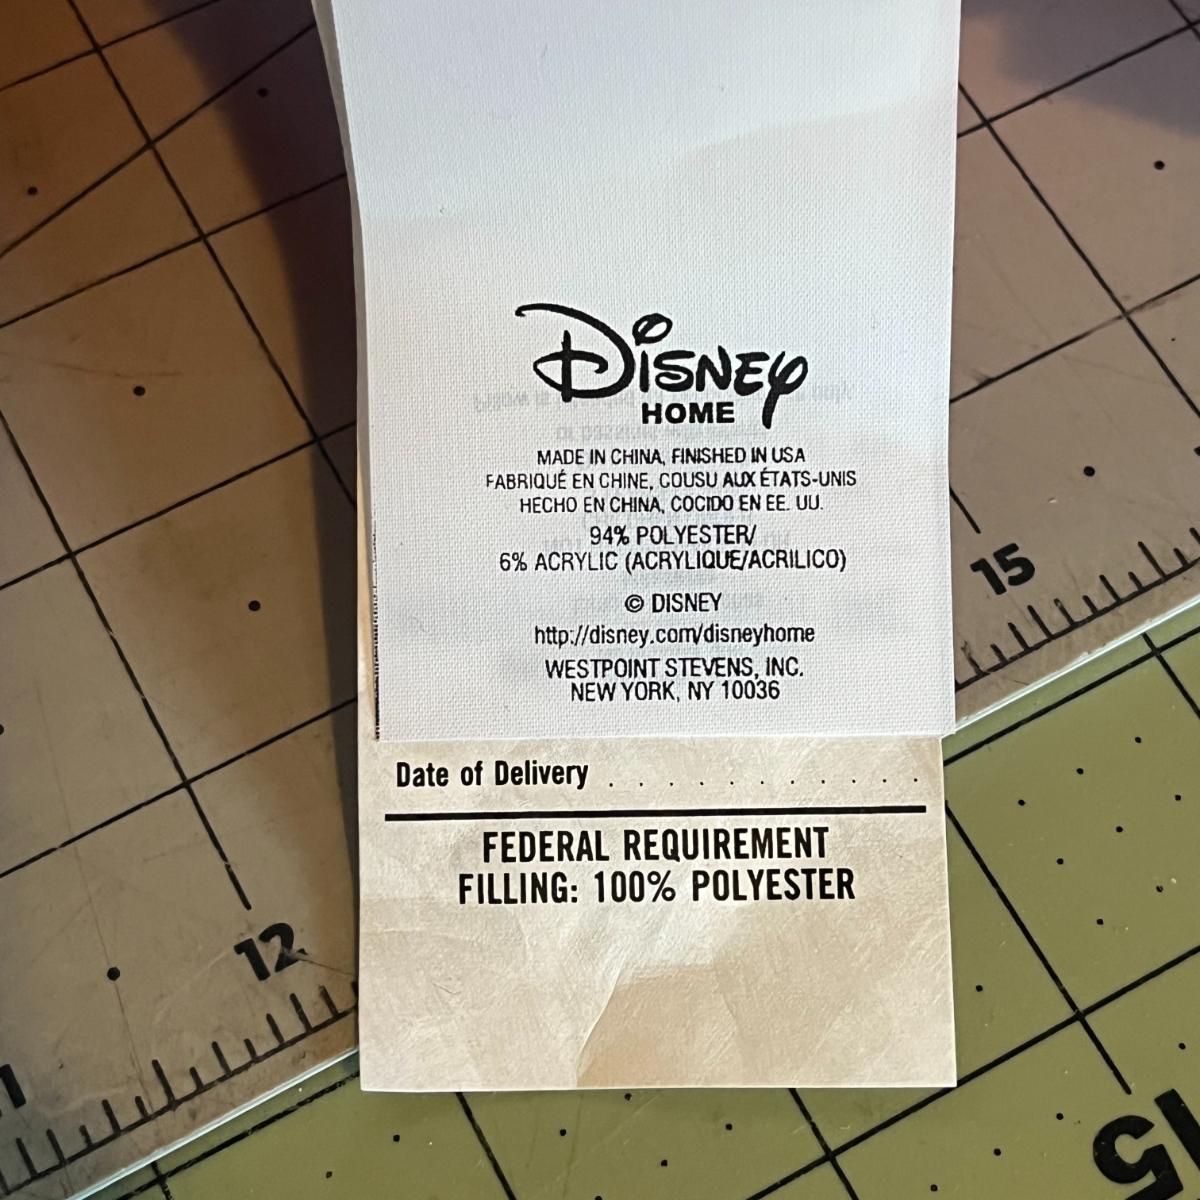 Disney
HOME
MADE IN CHINA, FINISHED IN USA
FABRIQUÉ EN CHINE, COUSU AUX ÉTATS-UNIS
HECHO EN CHINA, COCIDO EN EE. UU.
94% POLYESTER/
6% ACRYLIC (ACRYLIQUE/ACRILICO)
© DISNEY
http://disney.com/disneyhome
WESTPOINT STEVENS, INC.
NEW YORK, NY 10036
15
Date of Delivery . . . . . . . . . . .
FEDERAL REQUIREMENT
FILLING: 100% POLYESTER
12
11
15